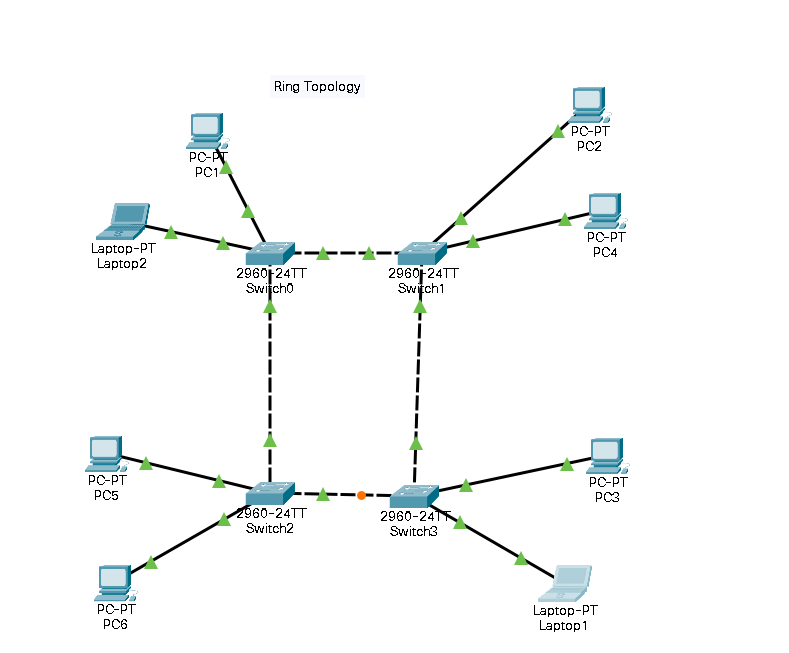 Ring Topology
PC-PT
PC2
PC-PT
PC1
PC-PT
PC4
Laptop-PT
Laptop2
2960-24TT
Switch0
2960-24TT
Switch1
PC-PT
PC5
PC-PT
PC3
2960-24TT
Switch2
2960-24TT
Switch3
PC-PT
PC6
Laptop-PT
Laptop1